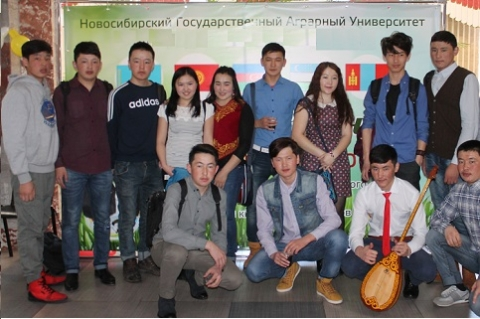 Новосибирский Государственный Аграрный Университет
adidas